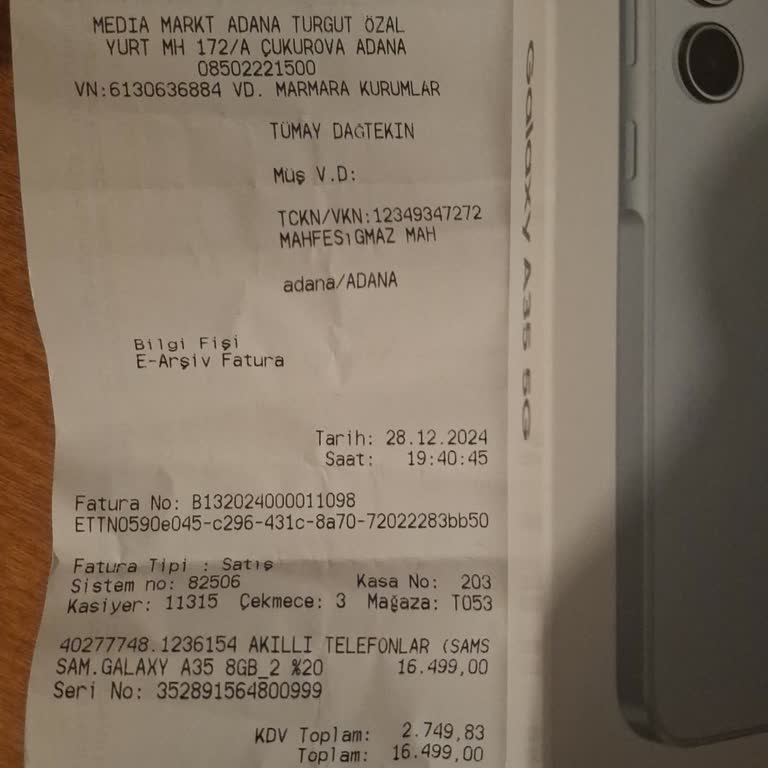 MEDIA MARKT ADANA TURGUT ÖZAL
YURT MH 172/A ÇUKUROVA ADANA
08502221500
VN:6130636884 VD. MARMARA KURUMLAR
TÜMAY DAĞTEKIN
Müş V.D:
TCKN/VKN:12349347272
MAHFESıGMAZ MAH
adana/ADANA
Bilgi Fişi
E-Arşiv Fatura
Tarih: 28.12.2024
Saat: 19:40:45
Fatura No: B132024000011098
ETTN0590e045-c296-431c-8a70-72022283bb50
Fatura Tipi : Satış
Sistem no: 82506 Kasa No: 203
Kasiyer: 11315 Çekmece: 3 Mağaza: T053
40277748.1236154 AKILLI TELEFONLAR (SAMS
SAM.GALAXY A35 8GB_2 %20 16.499,00
Seri No: 352891564800999
KDV Toplam: 2.749,83
Toplam: 16.499,00
Galaxy A35 5G